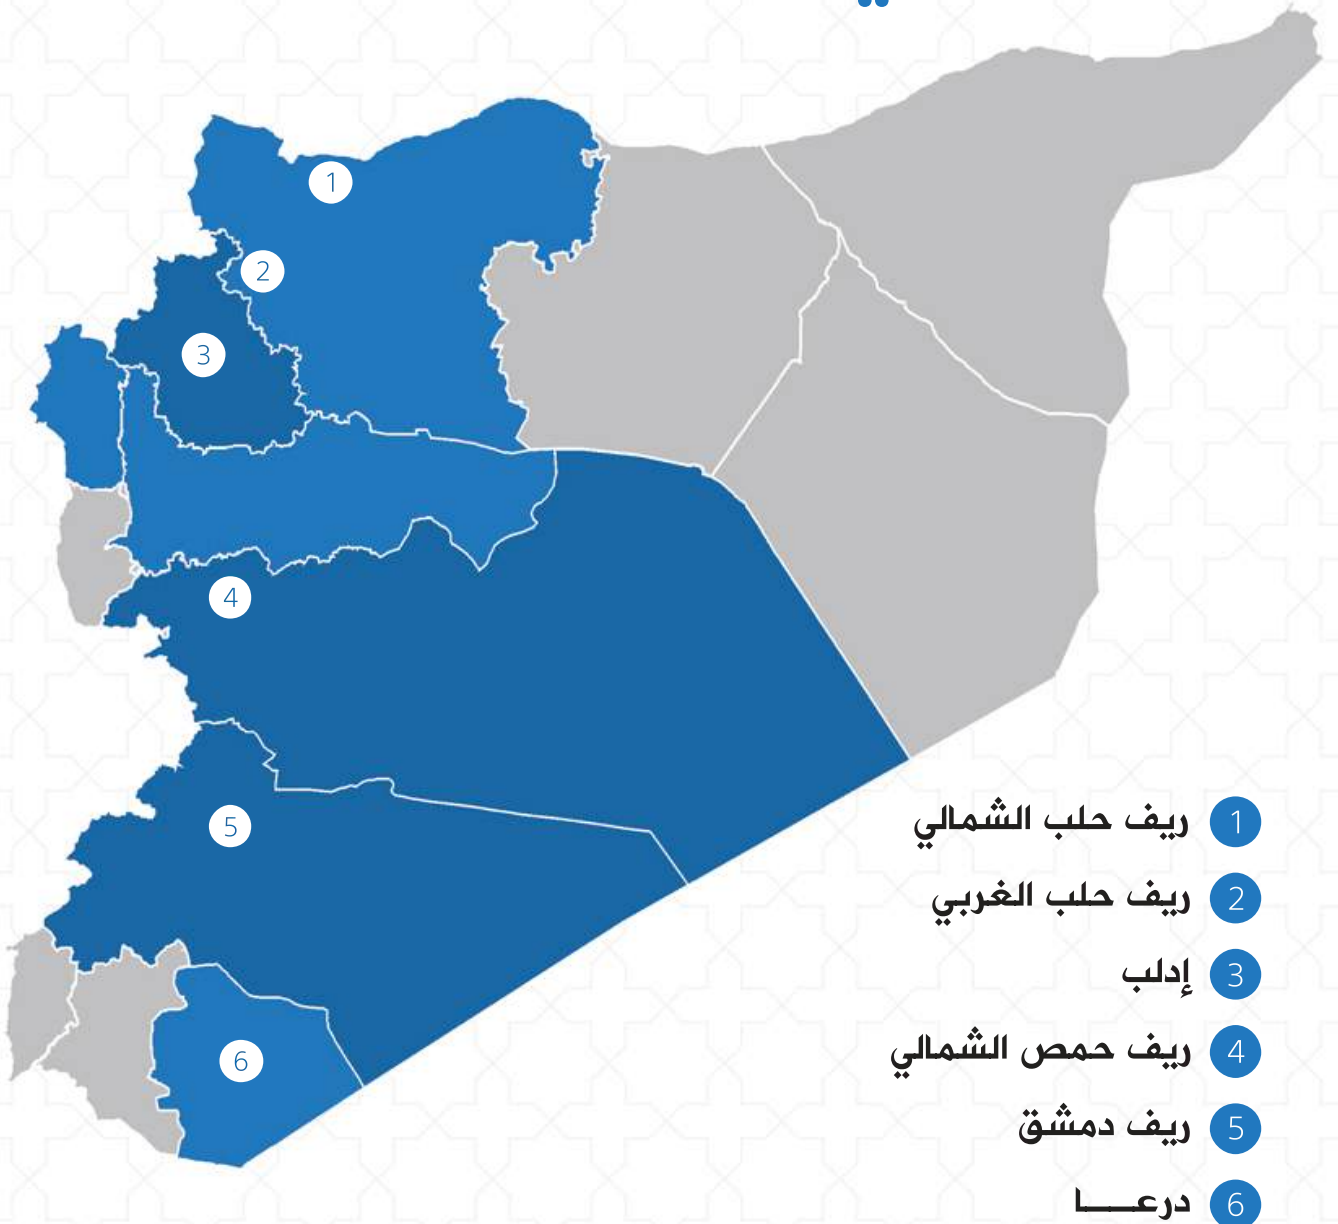 1
2
3
4
5
6
1 ريف حلب الشمالي
2 ريف حلب الغربي
3 إدلب
4 ريف حمص الشمالي
5 ريف دمشق
6 درعــــا